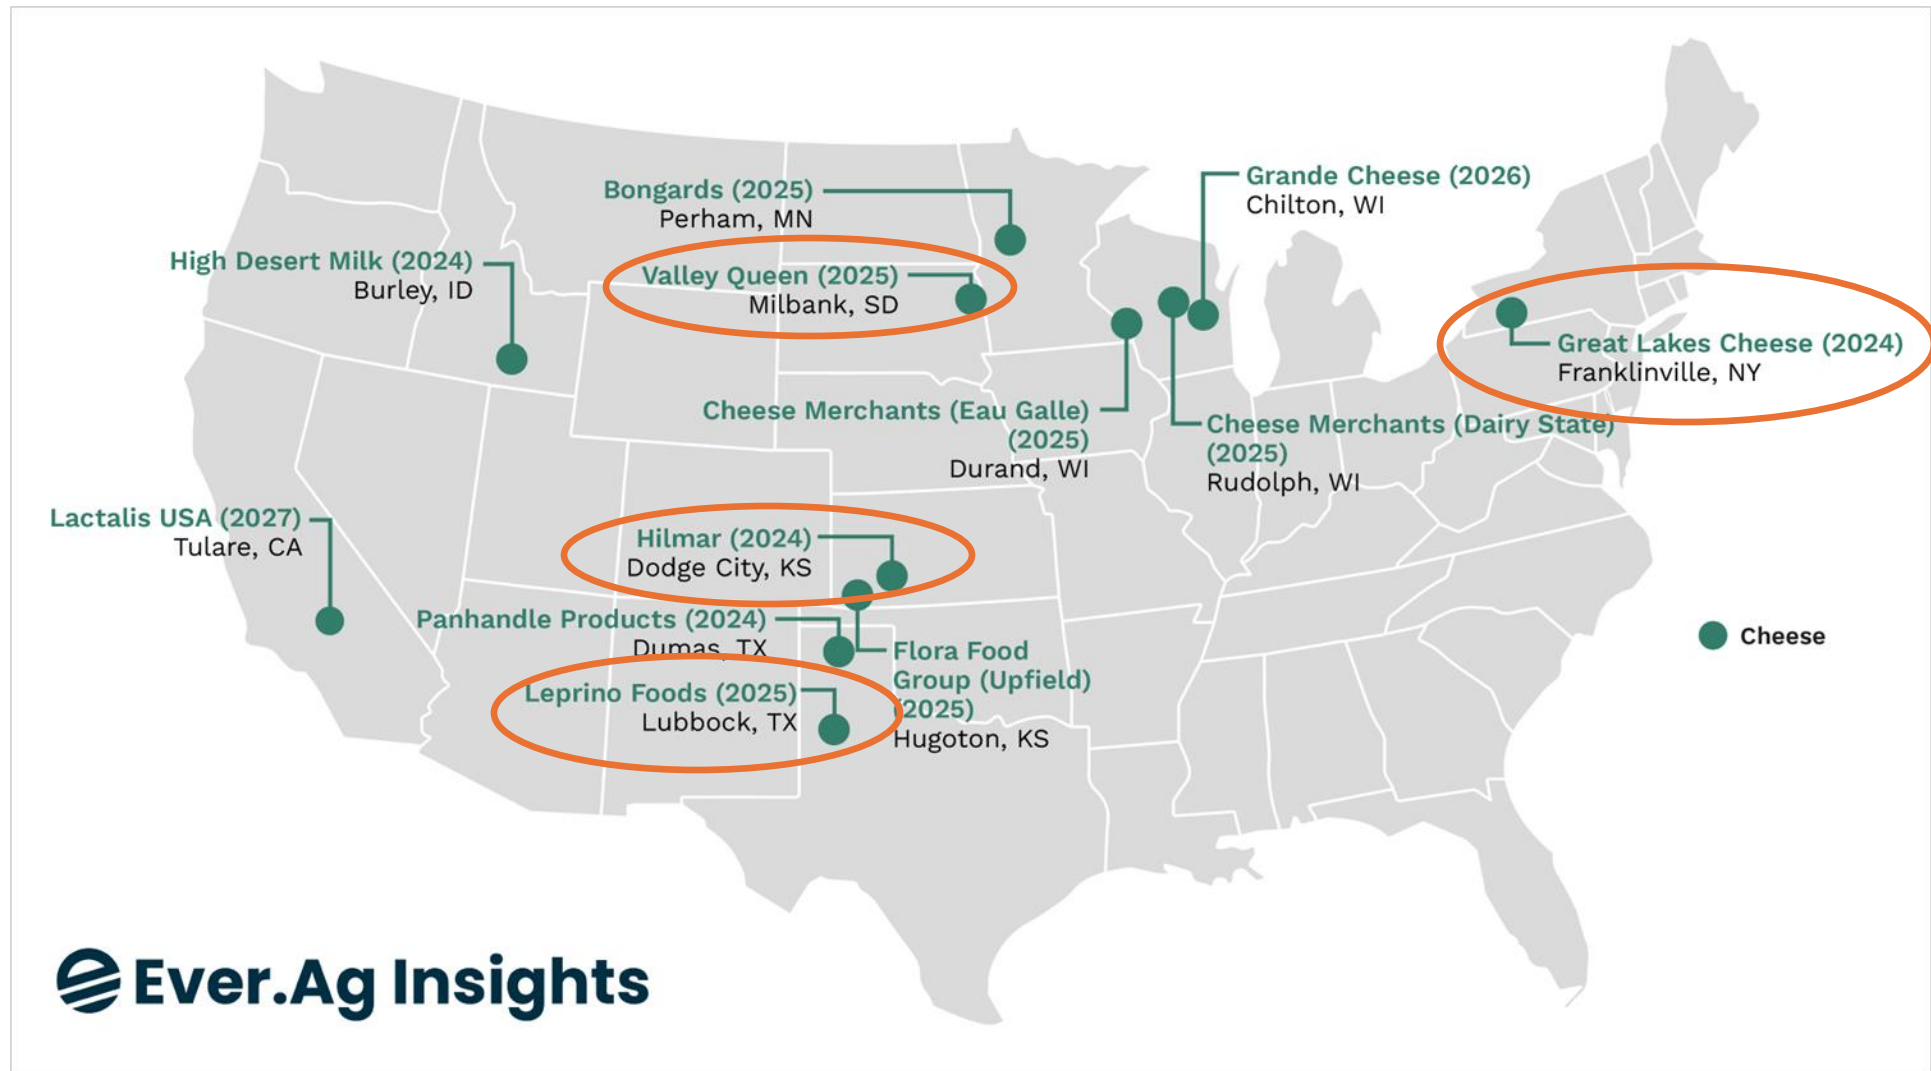 Bongards (2025)
Perham, MN
Grande Cheese (2026)
Chilton, WI
High Desert Milk (2024)
Burley, ID
Valley Queen (2025)
Milbank, SD
Great Lakes Cheese (2024)
Franklinville, NY
Cheese Merchants (Eau Galle)
(2025)
Durand, WI
Cheese Merchants (Dairy State)
(2025)
Rudolph, WI
Lactalis USA (2027)
Tulare, CA
Hilmar (2024)
Dodge City, KS
Panhandle Products (2024)
Dumas, TX
Flora Food
Group (Upfield)
(2025)
Hugoton, KS
Leprino Foods (2025)
Lubbock, TX
Cheese
Ever.Ag Insights